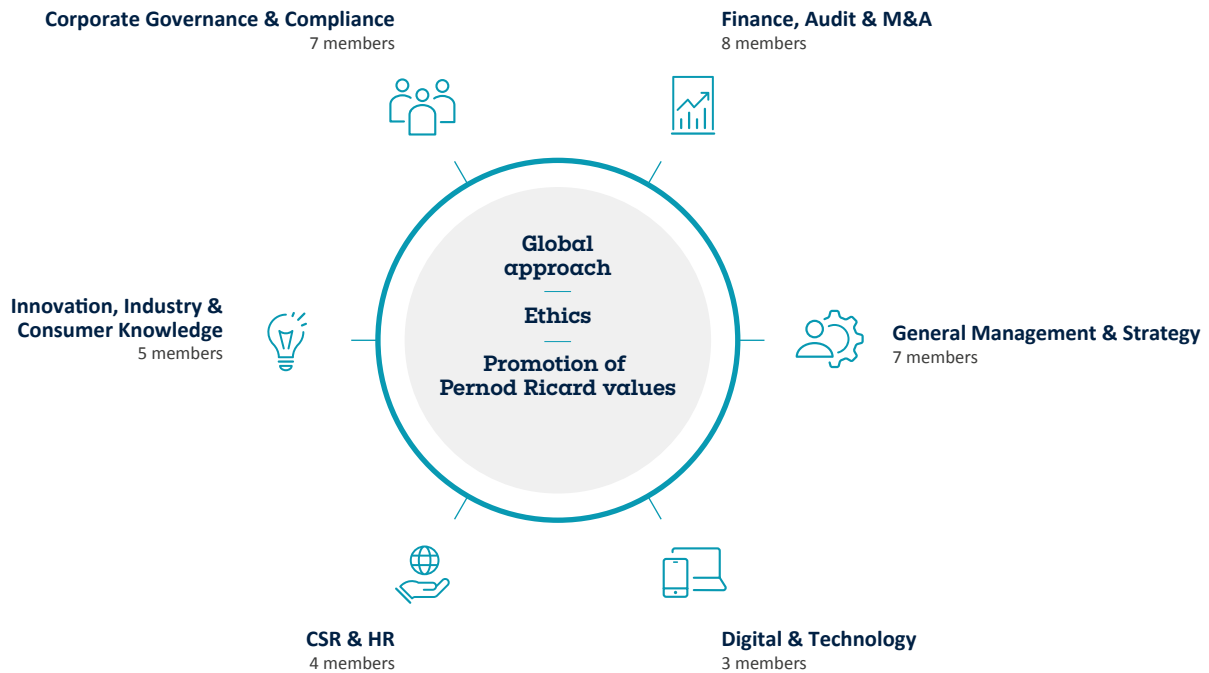 Corporate Governance & Compliance
7 members
Finance, Audit & M&A
8 members
Global
approach
Ethics
Promotion of
Pernod Ricard values
Innovation, Industry &
Consumer Knowledge
5 members
General Management & Strategy
7 members
CSR & HR
4 members
Digital & Technology
3 members